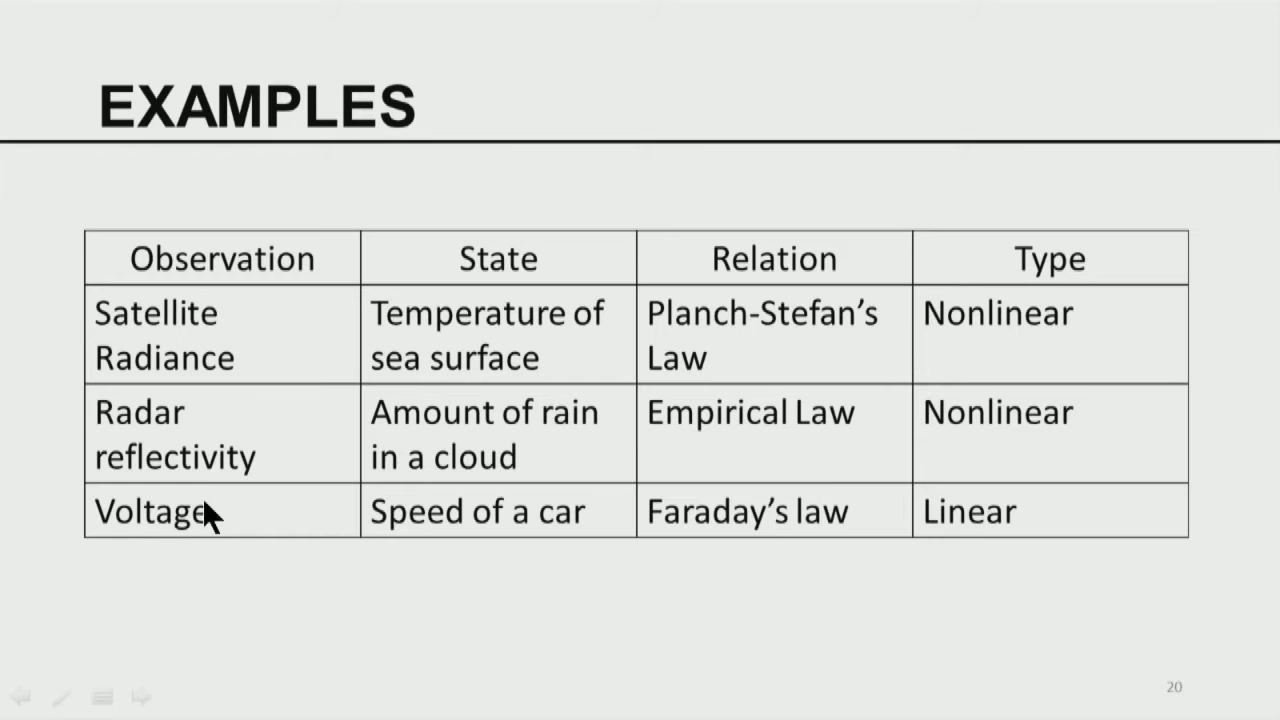 EXAMPLES
Observation State Relation Type
Satellite Radiance Temperature of sea surface Planch-Stefan's Law Nonlinear
Radar reflectivity Amount of rain in a cloud Empirical Law Nonlinear
Voltage Speed of a car Faraday's law Linear
20